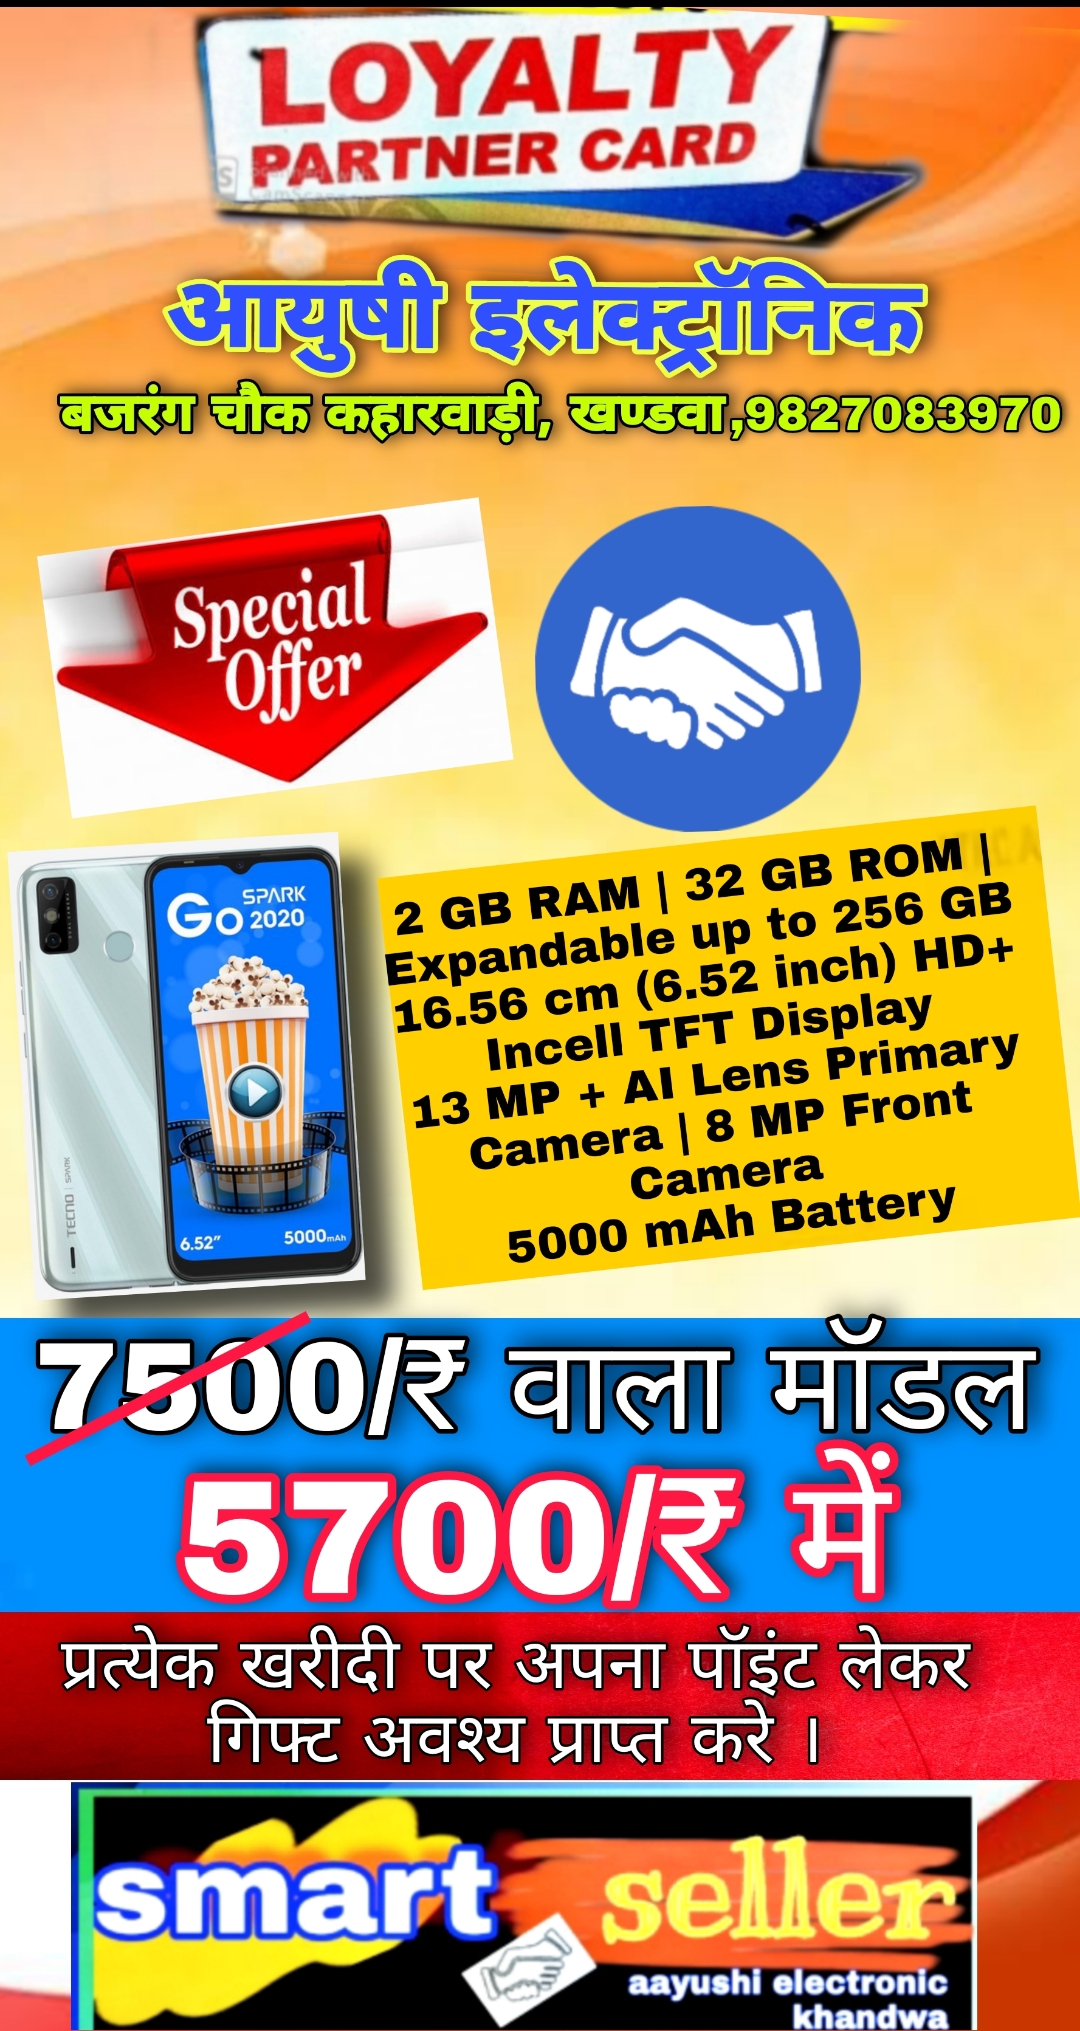 LOYALTY
PARTNER CARD
Scanned with
CamScanner
आयुषी इलेक्ट्रॉनिक
बजरंग चौक कहारवाड़ी, खण्डवा,9827083970
Special
Offer
Go SPARK
2020
6.52"
5000mAh
TECNO | SPARK
2 GB RAM | 32 GB ROM |
Expandable up to 256 GB
16.56 cm (6.52 inch) HD+
Incell TFT Display
13 MP + AI Lens Primary
Camera | 8 MP Front
Camera
5000 mAh Battery
7500/₹ वाला मॉडल
5700/₹ में
प्रत्येक खरीदी पर अपना पॉइंट लेकर
गिफ्ट अवश्य प्राप्त करे ।
smart seller
aayushi electronic
khandwa